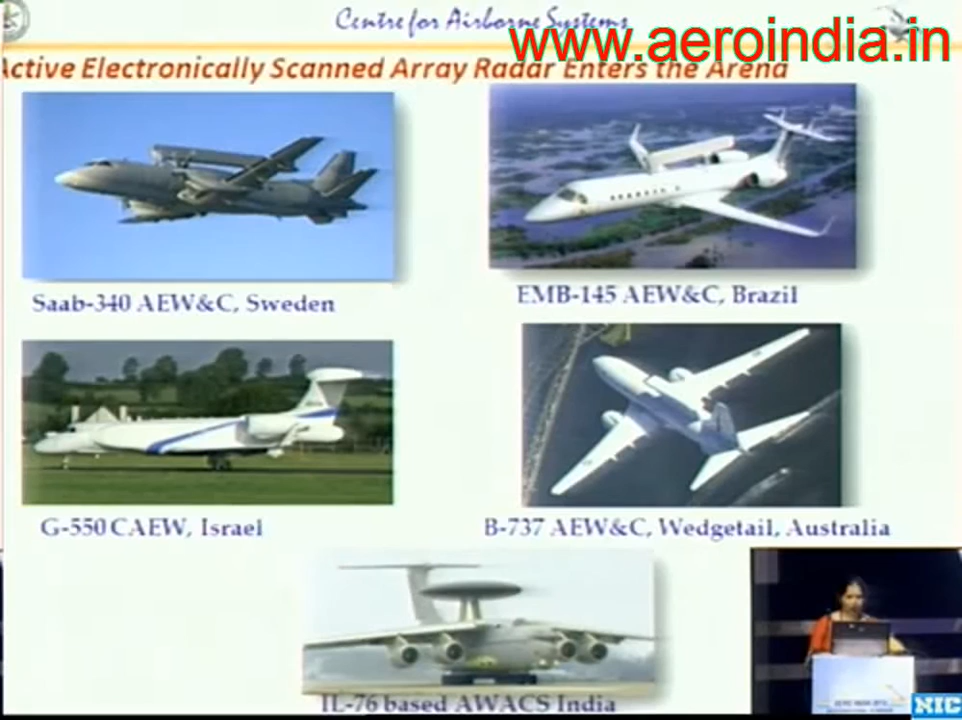 Centre for Airborne Systems
www.aeroindia.in
Active Electronically Scanned Array Radar Enters the Arena
Saab-340 AEW&C, Sweden
EMB-145 AEW&C, Brazil
G-550 CAEW, Israel
B-737 AEW&C, Wedgetail, Australia
IL-76 based AWACS India
NIC